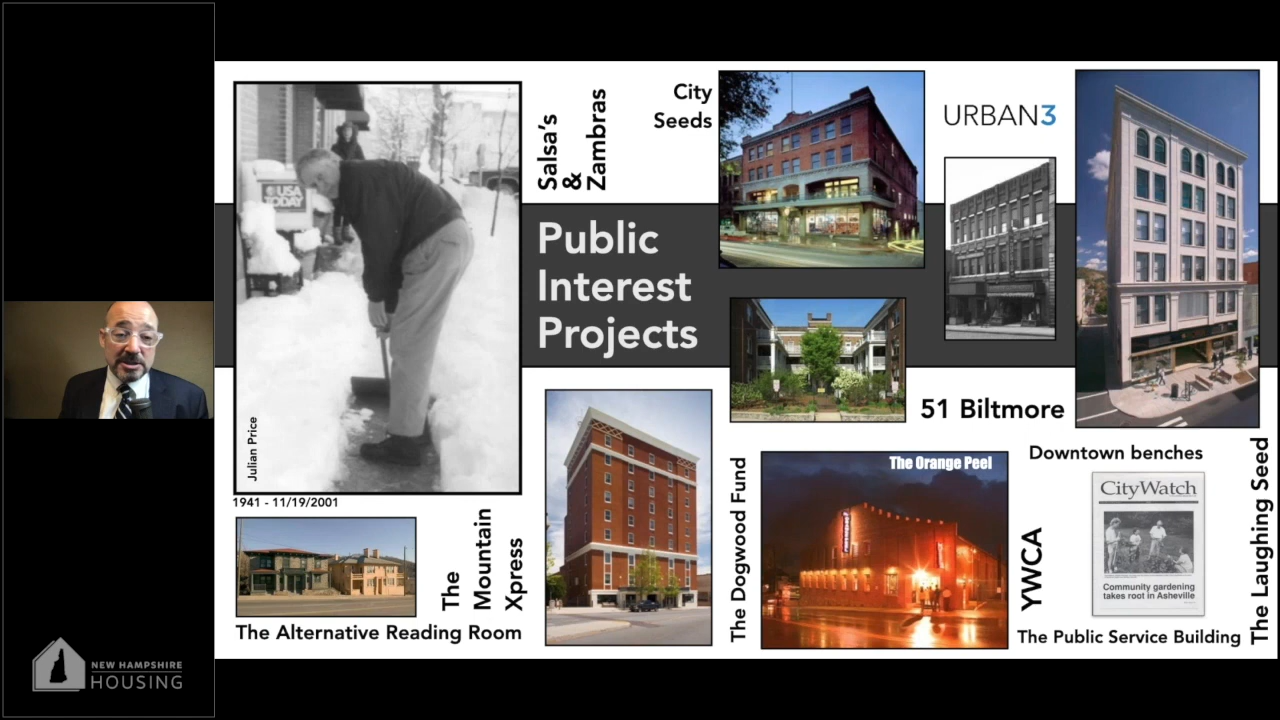 USA
TODAY
Julian Price
1941 - 11/19/2001
Salsa's
&
Zambras
City
Seeds
URBAN3
Public
Interest
Projects
51 Biltmore
The Alternative Reading Room
The
Mountain
Xpress
The Dogwood Fund
The Orange Peel
YWCA
Downtown benches
CityWatch
Community gardening
takes root in Asheville
The Public Service Building
The Laughing Seed
NEW HAMPSHIRE
HOUSING